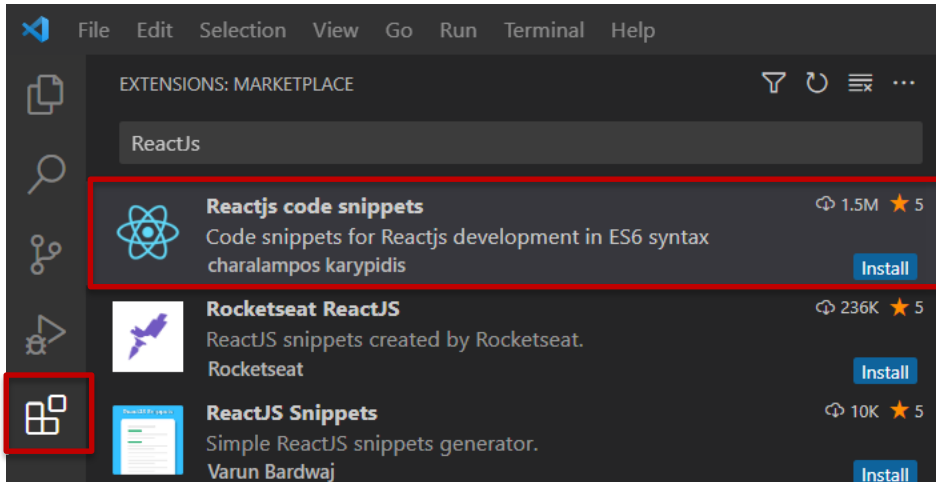 File Edit Selection View Go Run Terminal Help
EXTENSIONS: MARKETPLACE
ReactJs
Reactjs code snippets 1.5M 5
Code snippets for Reactjs development in ES6 syntax
charalampos karypidis Install
Rocketseat ReactJS 236K 5
ReactJS snippets created by Rocketseat.
Rocketseat Install
ReactJS Snippets 10K 5
Simple ReactJS snippets generator.
Varun Bardwaj Install